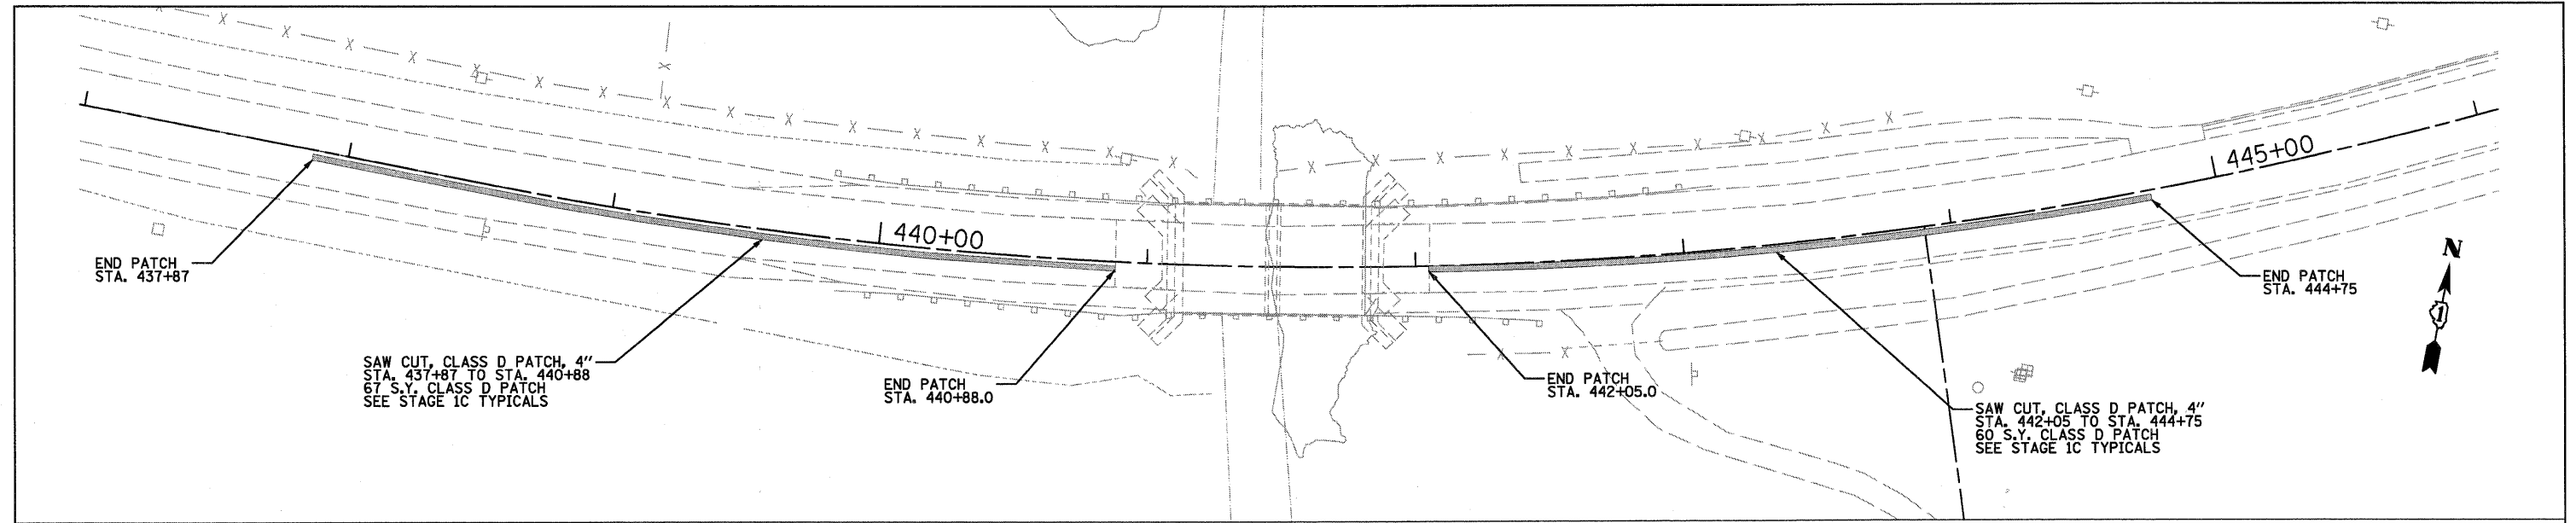 445+00
440+00
N
1
END PATCH
STA. 437+87
SAW CUT, CLASS D PATCH, 4"
STA. 437+87 TO STA. 440+88
67 S.Y. CLASS D PATCH
SEE STAGE 1C TYPICALS
END PATCH
STA. 440+88.0
END PATCH
STA. 442+05.0
END PATCH
STA. 444+75
SAW CUT, CLASS D PATCH, 4"
STA. 442+05 TO STA. 444+75
60 S.Y. CLASS D PATCH
SEE STAGE 1C TYPICALS